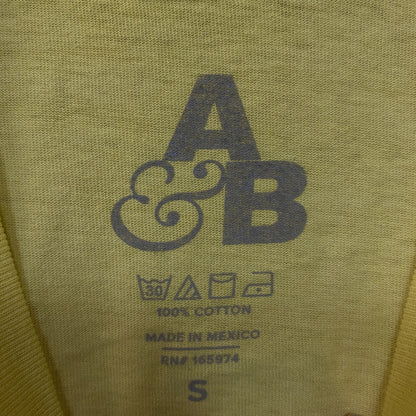 A
&B
30
100% COTTON
MADE IN MEXICO
RN# 165974
S